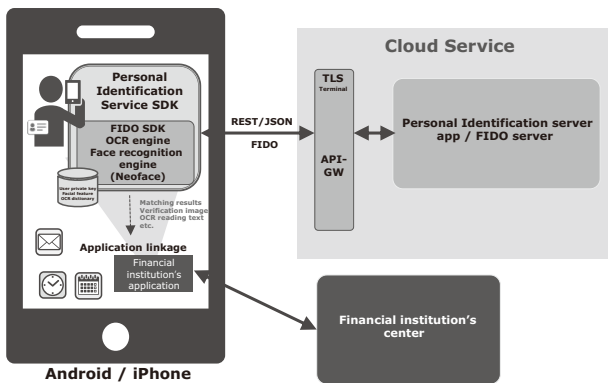 Cloud Service
Personal
Identification
Service SDK
FIDO SDK
OCR engine
Face recognition
engine
(Neoface)
User private key
Facial feature
OCR dictionary
Matching results
Verification image
OCR reading text
etc.
Application linkage
Financial
institution's
application
Android / iPhone
REST/JSON
FIDO
TLS
Terminal
API-
GW
Personal Identification server
app / FIDO server
Financial institution's
center